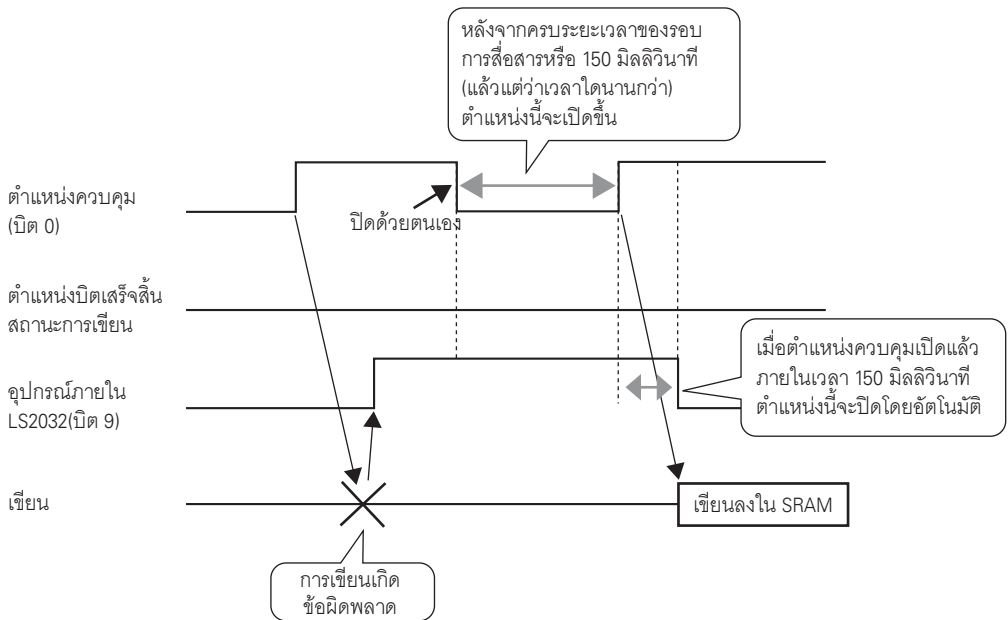 หลังจากครบระยะเวลาของรอบ
การสื่อสารหรือ 150 มิลลิวินาที
(แล้วแต่ว่าเวลาใดนานกว่า)
ตำแหน่งนี้จะเปิดขึ้น
ตำแหน่งควบคุม
(บิต 0)
ปิดด้วยตนเอง
ตำแหน่งบิตเสร็จสิ้น
สถานะการเขียน
เมื่อตำแหน่งควบคุมเปิดแล้ว
ภายในเวลา 150 มิลลิวินาที
ตำแหน่งนี้จะปิดโดยอัตโนมัติ
อุปกรณ์ภายใน
LS2032(บิต 9)
เขียน
เขียนลงใน SRAM
การเขียนเกิด
ข้อผิดพลาด